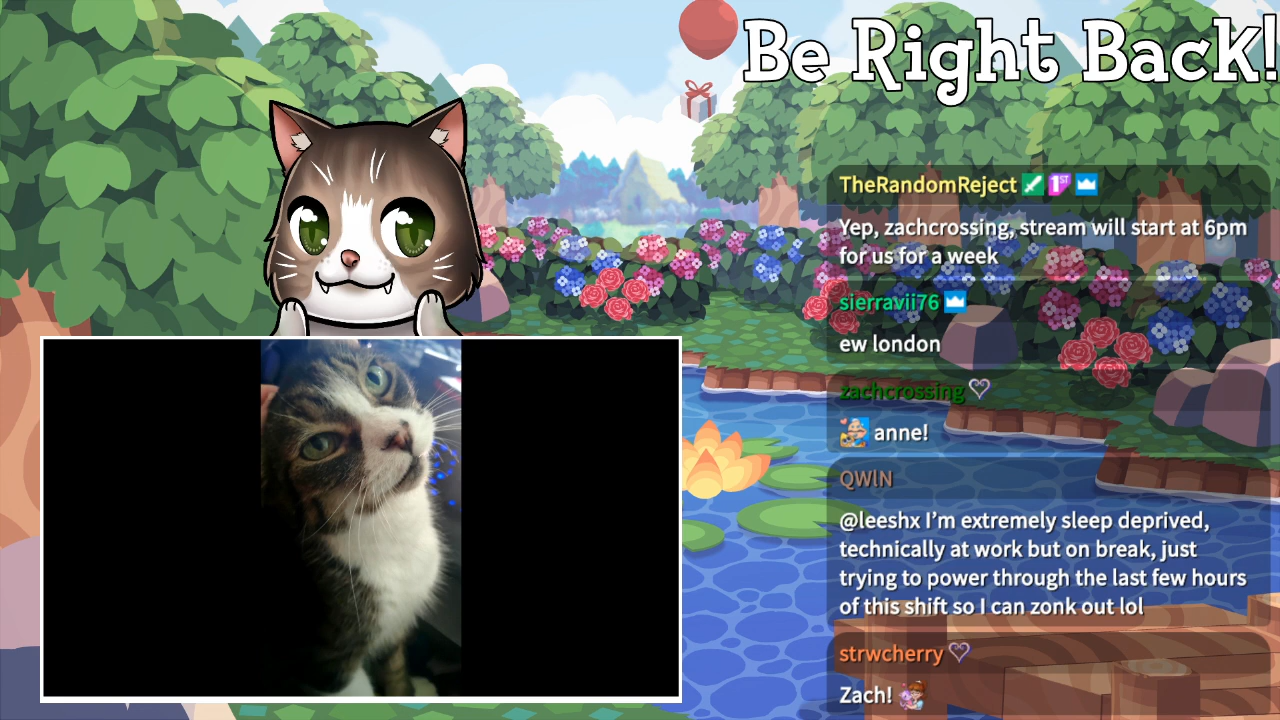 Be Right Back!
TheRandomReject 1ST
Yep, zachcrossing, stream will start at 6pm
for us for a week
sierravii76
ew london
zachcrossing
anne!
QWlN
@leeshx I’m extremely sleep deprived,
technically at work but on break, just
trying to power through the last few hours
of this shift so I can zonk out lol
strwcherry
Zach!